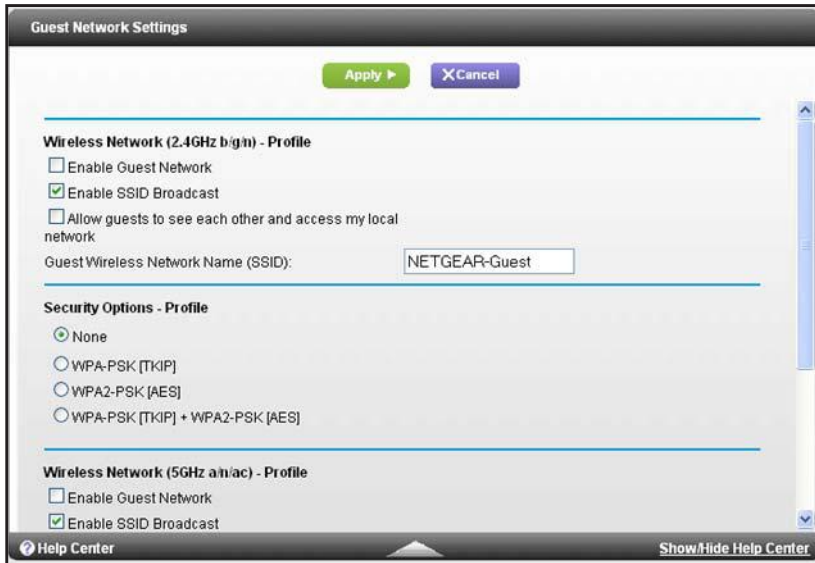 Guest Network Settings
Apply
XCancel
Wireless Network (2.4GHz b/g/n) - Profile
Enable Guest Network
Enable SSID Broadcast
Allow guests to see each other and access my local
network
Guest Wireless Network Name (SSID): NETGEAR-Guest
Security Options - Profile
None
WPA-PSK [TKIP]
WPA2-PSK [AES]
WPA-PSK [TKIP] + WPA2-PSK [AES]
Wireless Network (5GHz a/n/ac) - Profile
Enable Guest Network
Enable SSID Broadcast
? Help Center Show/Hide Help Center